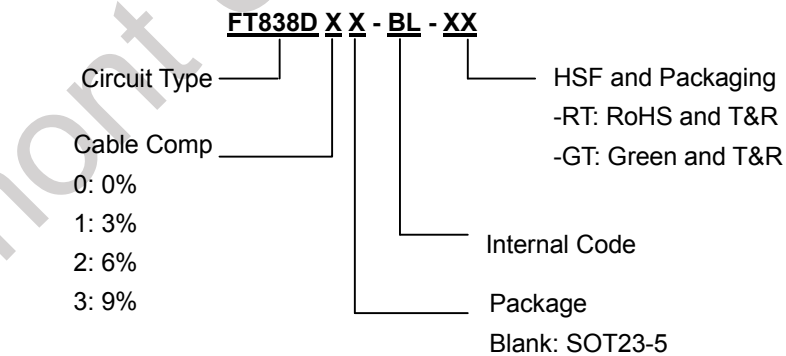 FT838D X X - BL - XX
Circuit Type
Cable Comp
0: 0%
1: 3%
2: 6%
3: 9%
HSF and Packaging
-RT: RoHS and T&R
-GT: Green and T&R
Internal Code
Package
Blank: SOT23-5